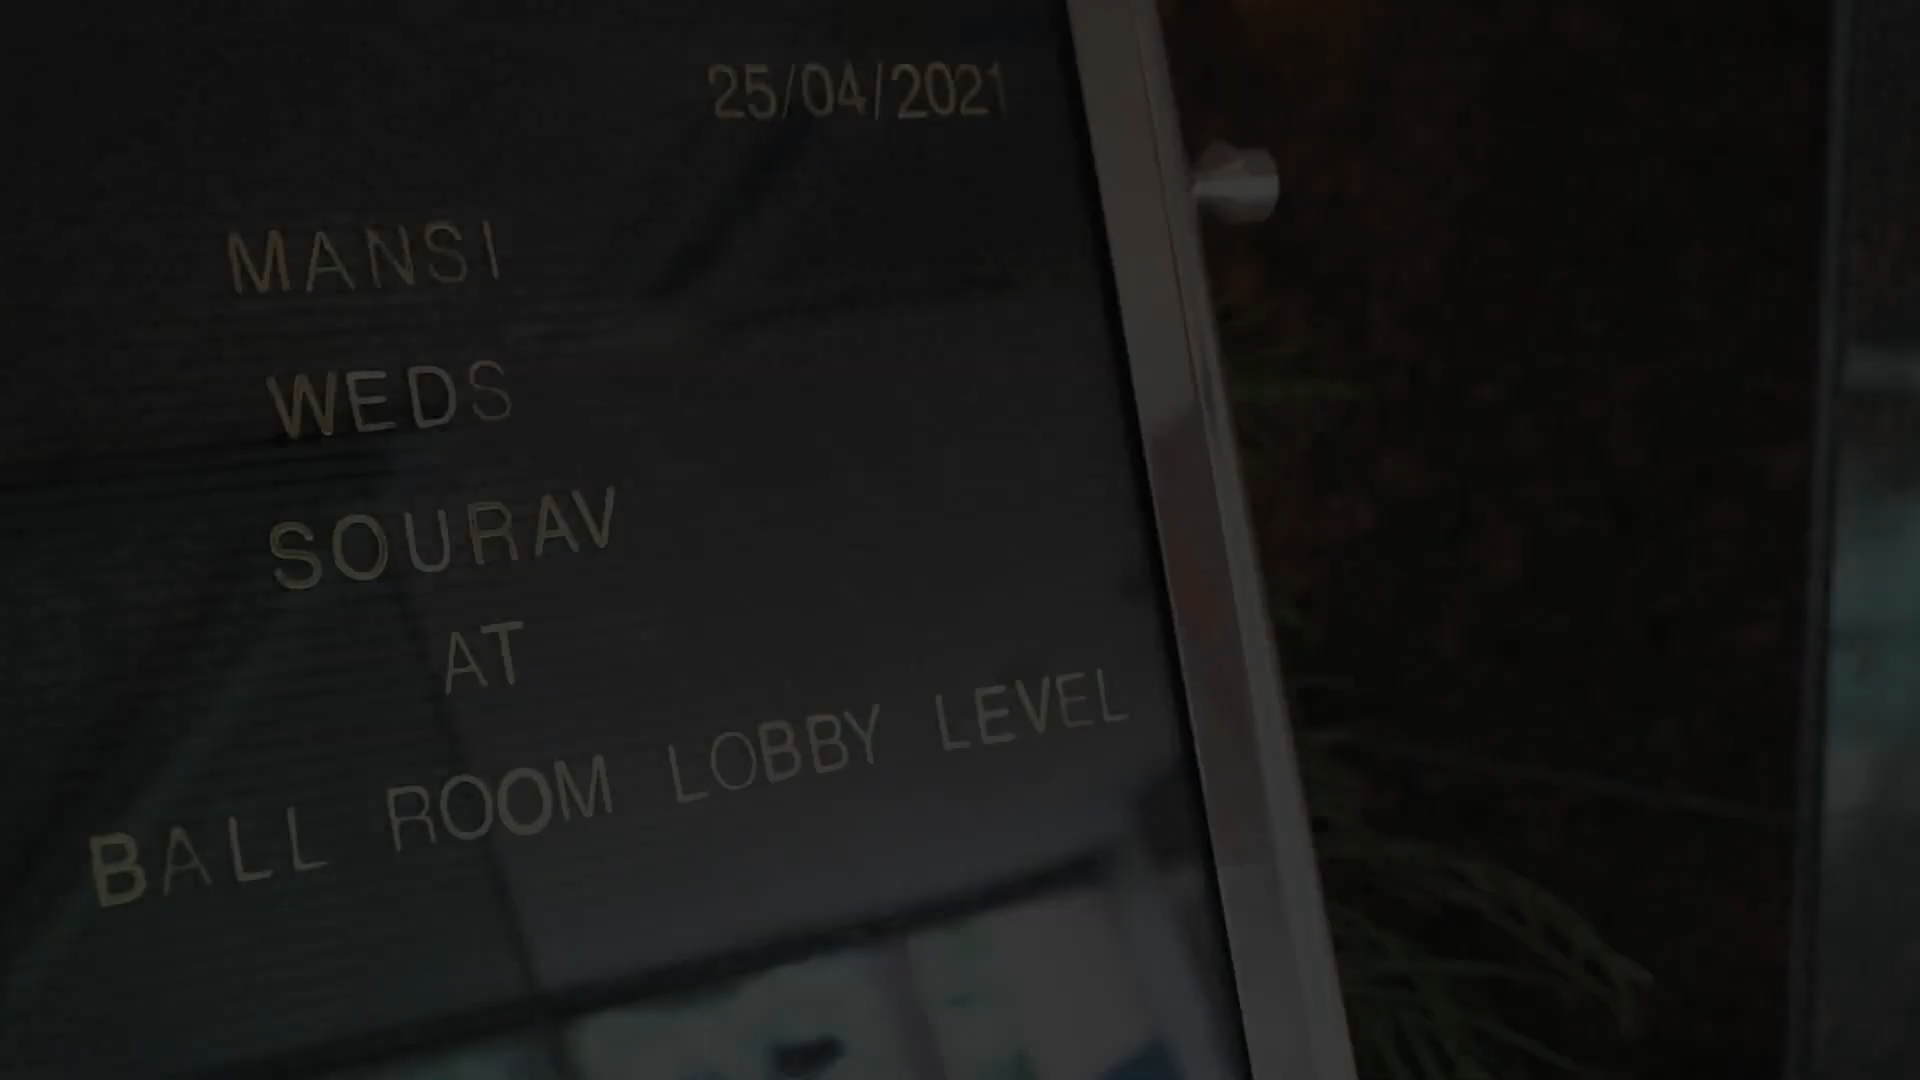 25/04/2021
MANSI
WEDS
SOURAV
AT
BALL ROOM LOBBY LEVEL